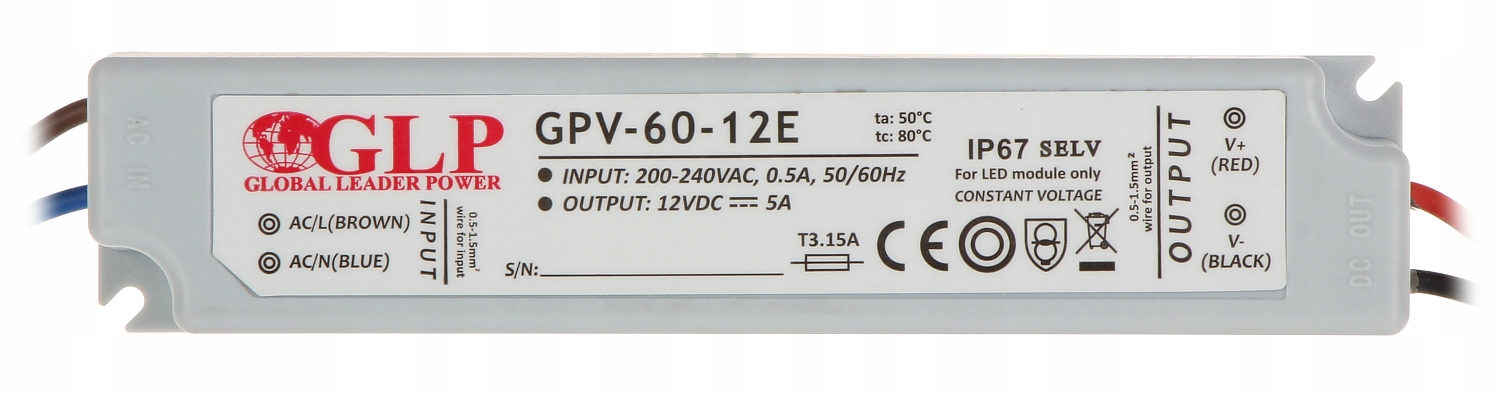 AC IN
GLP
GLOBAL LEADER POWER
AC/L(BROWN)
AC/N(BLUE)
INPUT
0.5-1.5mm²
wire for input
GPV-60-12E
ta: 50°C
tc: 80°C
● INPUT: 200-240VAC, 0.5A, 50/60Hz
● OUTPUT: 12VDC ⎓ 5A
S/N:
T3.15A
CE
IP67 SELV
For LED module only
CONSTANT VOLTAGE
0.5-1.5mm²
wire for output
OUTPUT
V+
(RED)
V-
(BLACK)
DC OUT